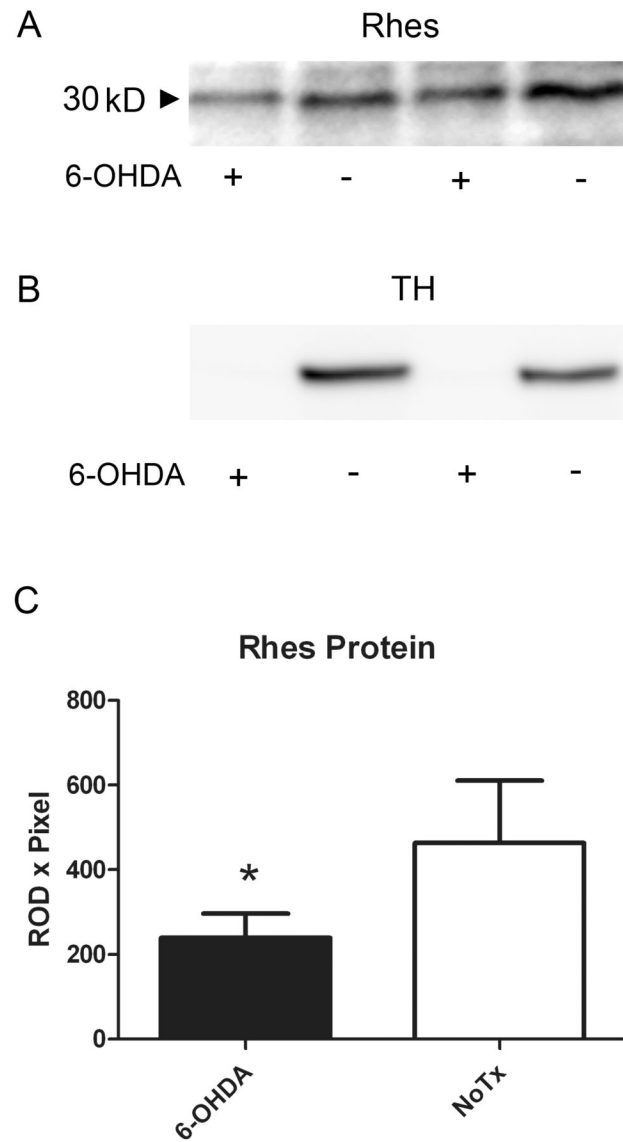 A
Rhes
30 kD ►
6-OHDA + - + -
B
TH
6-OHDA + - + -
C
Rhes Protein
800
600
400
200
0
ROD x Pixel
*
6-OHDA
NoTx